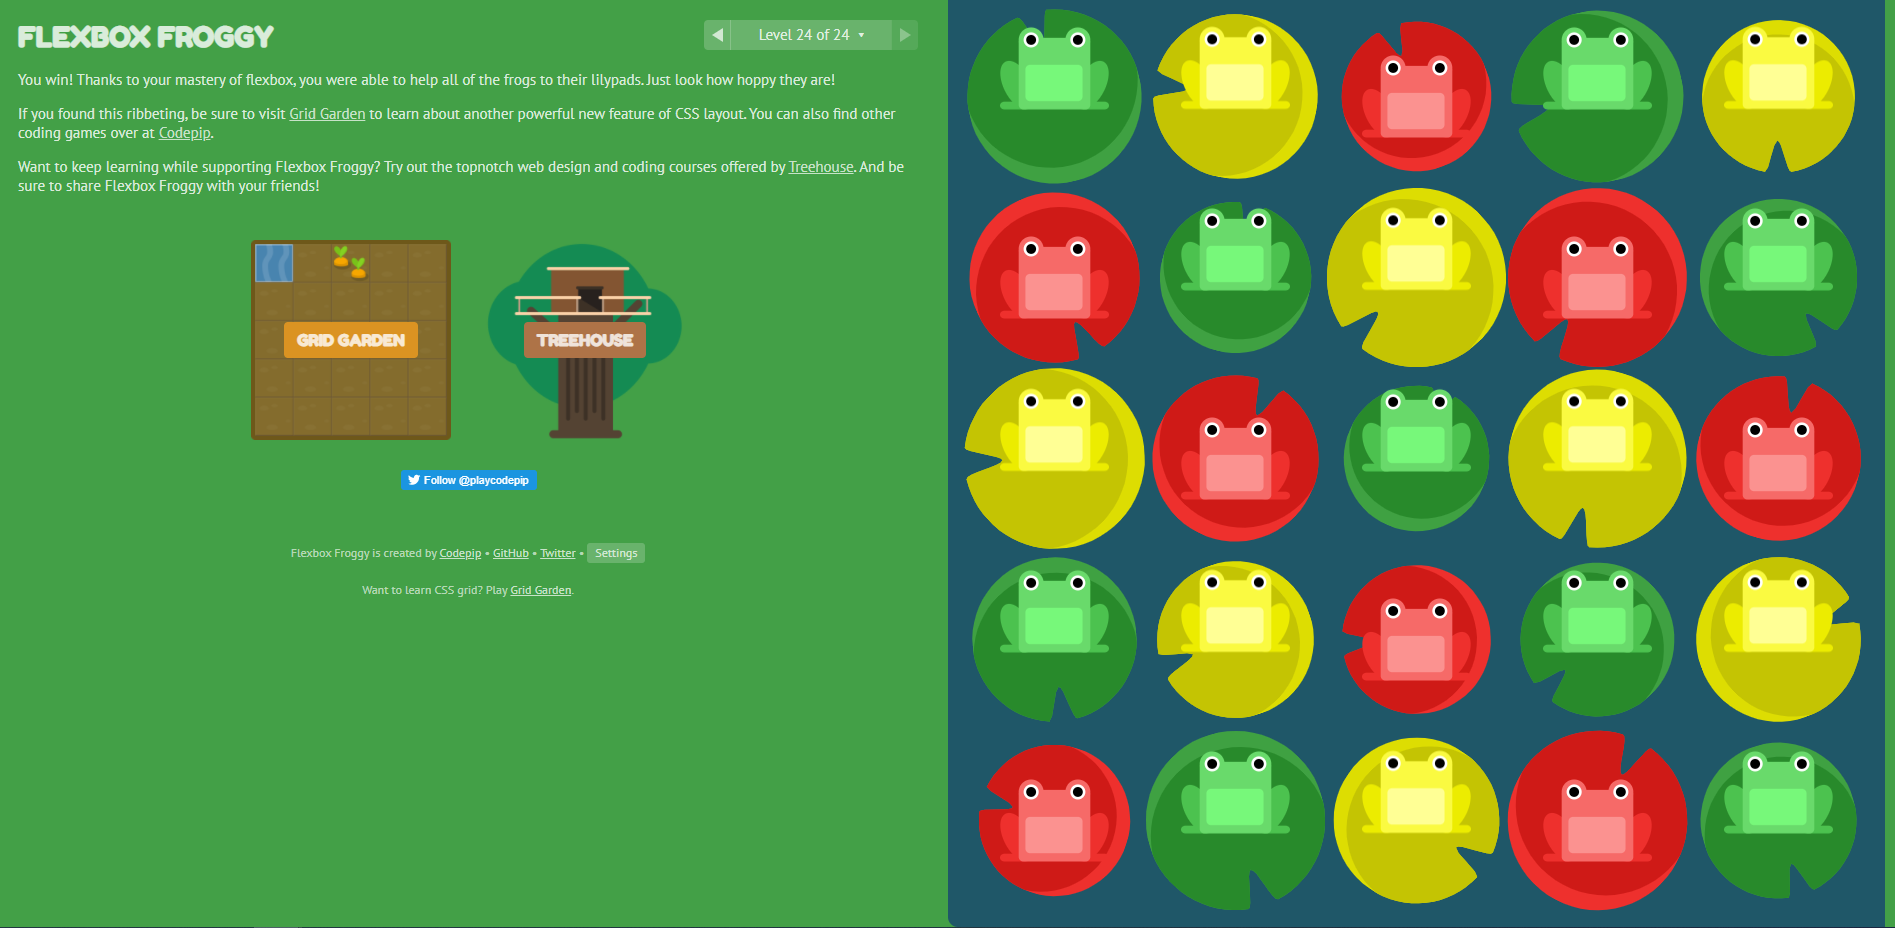 FLEXBOX FROGGY
Level 24 of 24
You win! Thanks to your mastery of flexbox, you were able to help all of the frogs to their lilypads. Just look how hoppy they are!
If you found this ribbeting, be sure to visit Grid Garden to learn about another powerful new feature of CSS layout. You can also find other
coding games over at Codepip.
Want to keep learning while supporting Flexbox Froggy? Try out the topnotch web design and coding courses offered by Treehouse. And be
sure to share Flexbox Froggy with your friends!
GRID GARDEN
TREEHOUSE
Follow @playcodepip
Flexbox Froggy is created by Codepip • GitHub • Twitter • Settings
Want to learn CSS grid? Play Grid Garden.